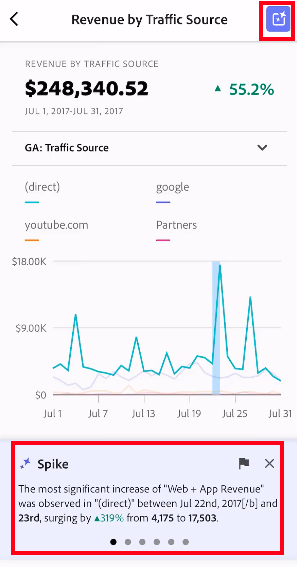 Revenue by Traffic Source
REVENUE BY TRAFFIC SOURCE
$248,340.52 ▲ 55.2%
JUL 1, 2017-JUL 31, 2017
GA: Traffic Source
(direct) google
youtube.com Partners
$18.00K
$9.00K
$0
Jul 1 Jul 7 Jul 13 Jul 19 Jul 25 Jul 31
Spike
The most significant increase of "Web + App Revenue"
was observed in "(direct)" between Jul 22nd, 2017[/b] and
23rd, surging by ▲319% from 4,175 to 17,503.